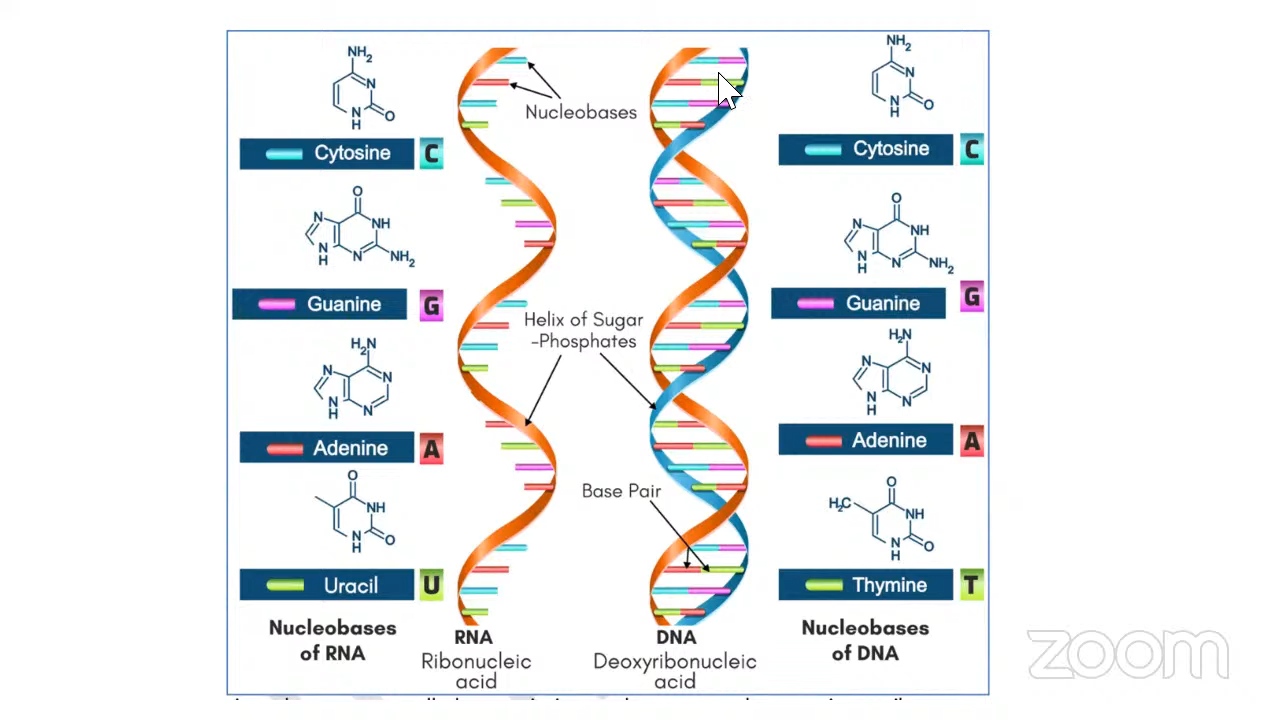 NH2
N
N
H
O
Cytosine C
O
N
NH
N
H
N
NH2
Guanine G
H2N
N
N
N
H
N
Adenine A
O
NH
N
H
O
Uracil U
Nucleobases
of RNA
Nucleobases
Helix of Sugar
-Phosphates
Base Pair
RNA
Ribonucleic
acid
DNA
Deoxyribonucleic
acid
NH2
N
N
H
O
Cytosine C
O
N
NH
N
H
N
NH2
Guanine G
H2N
N
N
N
H
N
Adenine A
O
H2C
NH
N
H
O
Thymine T
Nucleobases
of DNA
zoom